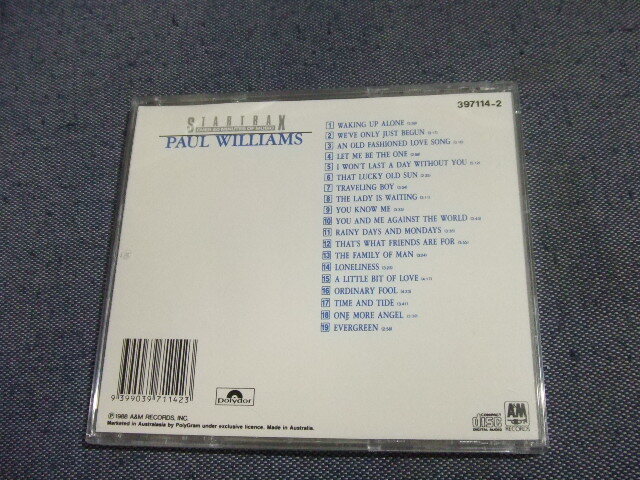 397114-2
STARTRAX
PAUL WILLIAMS
1 WAKING UP ALONE
2 WE'VE ONLY JUST BEGUN
3 AN OLD FASHIONED LOVE SONG
4 LET ME BE THE ONE
5 I WON'T LAST A DAY WITHOUT YOU
6 THAT LUCKY OLD SUN
7 TRAVELING BOY
8 THE LADY IS WAITING
9 YOU KNOW ME
10 YOU AND ME AGAINST THE WORLD
11 RAINY DAYS AND MONDAYS
12 THAT'S WHAT FRIENDS ARE FOR
13 THE FAMILY OF MAN
14 LONELINESS
15 A LITTLE BIT OF LOVE
16 ORDINARY FOOL
17 TIME AND TIDE
18 ONE MORE ANGEL
19 EVERGREEN
9 399039 711423
polydor
COMPACT
disc
DIGITAL AUDIO
A&M
RECORDS
℗1988 A&M RECORDS, INC.
Marketed in Australasia by PolyGram under exclusive licence. Made in Australia.